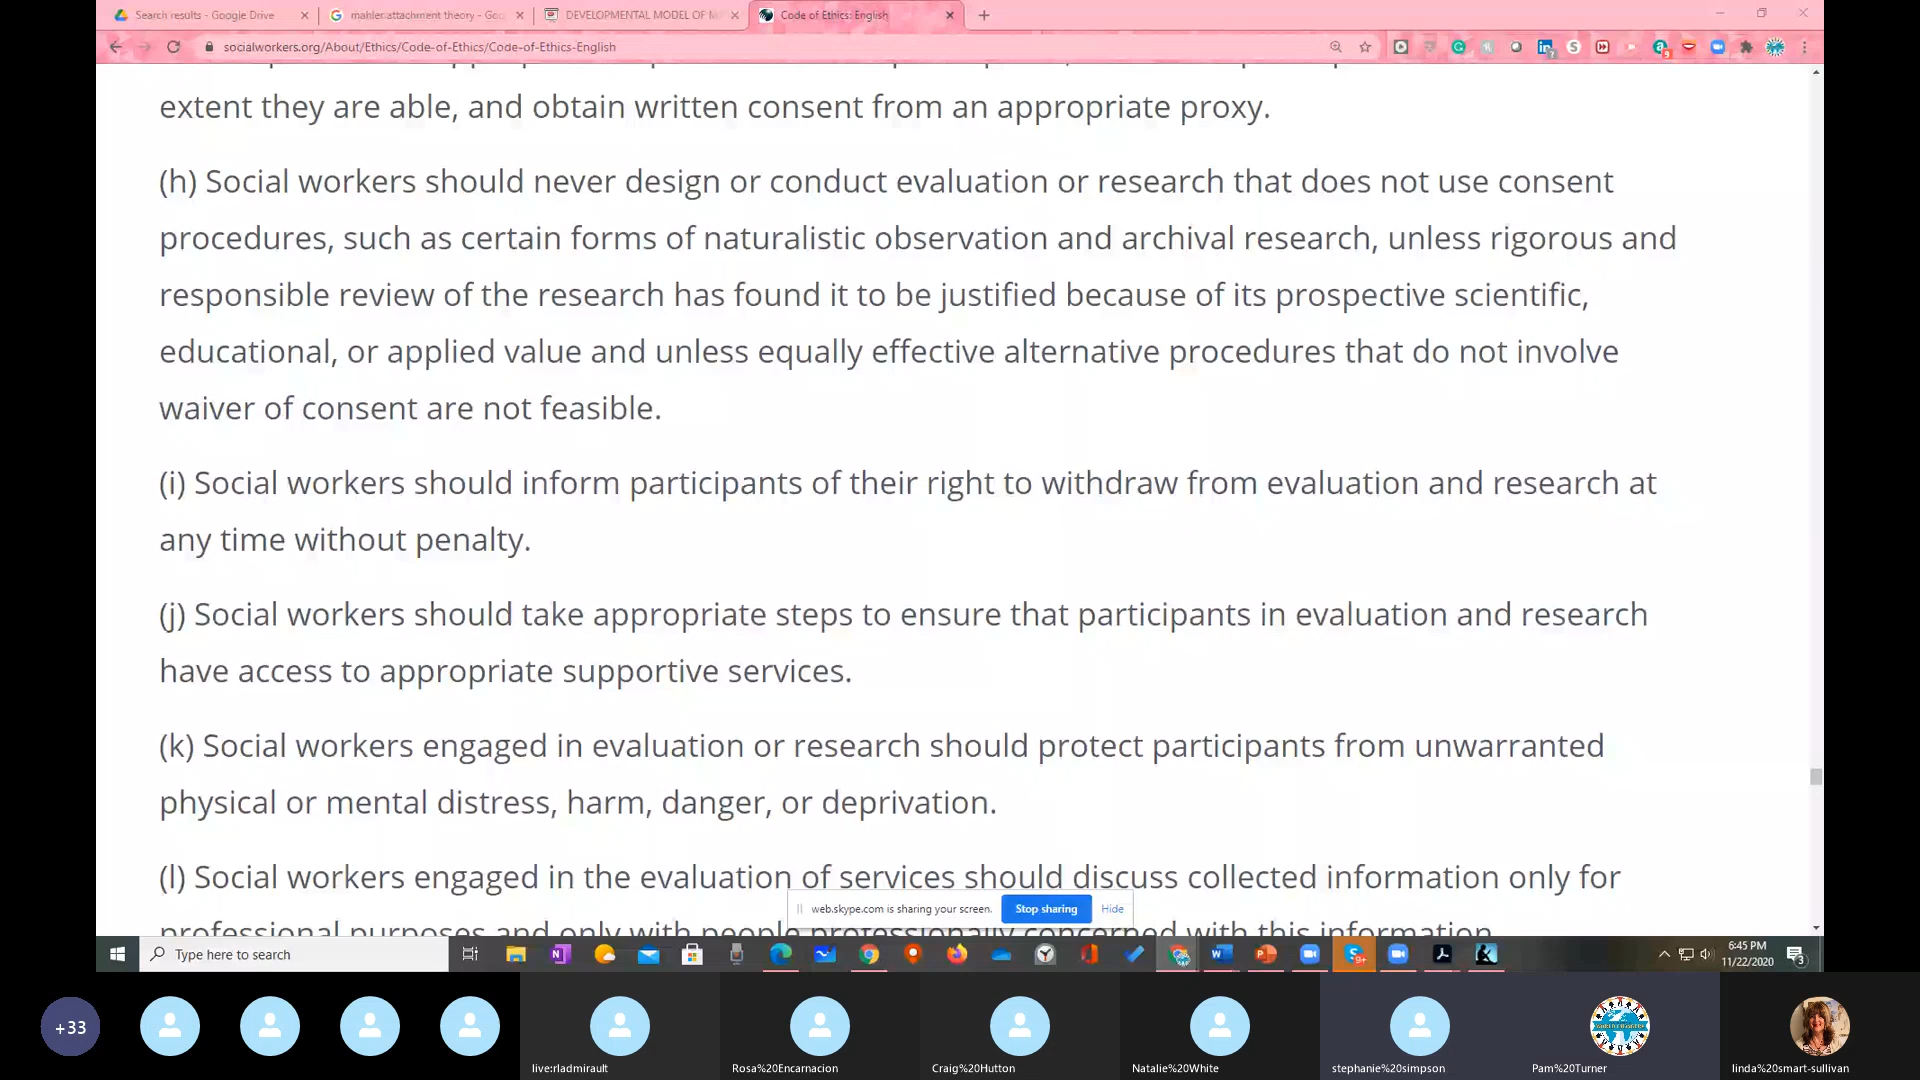 Search results - Google Drive
mahler attachment theory - Goo
DEVELOPMENTAL MODEL OF M
Code of Ethics: English
socialworkers.org/About/Ethics/Code-of-Ethics/Code-of-Ethics-English
extent they are able, and obtain written consent from an appropriate proxy.
(h) Social workers should never design or conduct evaluation or research that does not use consent
procedures, such as certain forms of naturalistic observation and archival research, unless rigorous and
responsible review of the research has found it to be justified because of its prospective scientific,
educational, or applied value and unless equally effective alternative procedures that do not involve
waiver of consent are not feasible.
(i) Social workers should inform participants of their right to withdraw from evaluation and research at
any time without penalty.
(j) Social workers should take appropriate steps to ensure that participants in evaluation and research
have access to appropriate supportive services.
(k) Social workers engaged in evaluation or research should protect participants from unwarranted
physical or mental distress, harm, danger, or deprivation.
(l) Social workers engaged in the evaluation of services should discuss collected information only for
professional purposes and only with people professionally concerned with this information.
web.skype.com is sharing your screen.
Stop sharing
Hide
Type here to search
6:45 PM
11/22/2020
+33
live:rladmirault
Rosa%20Encarnacion
Craig%20Hutton
Natalie%20White
stephanie%20simpson
Pam%20Turner
linda%20smart-sullivan